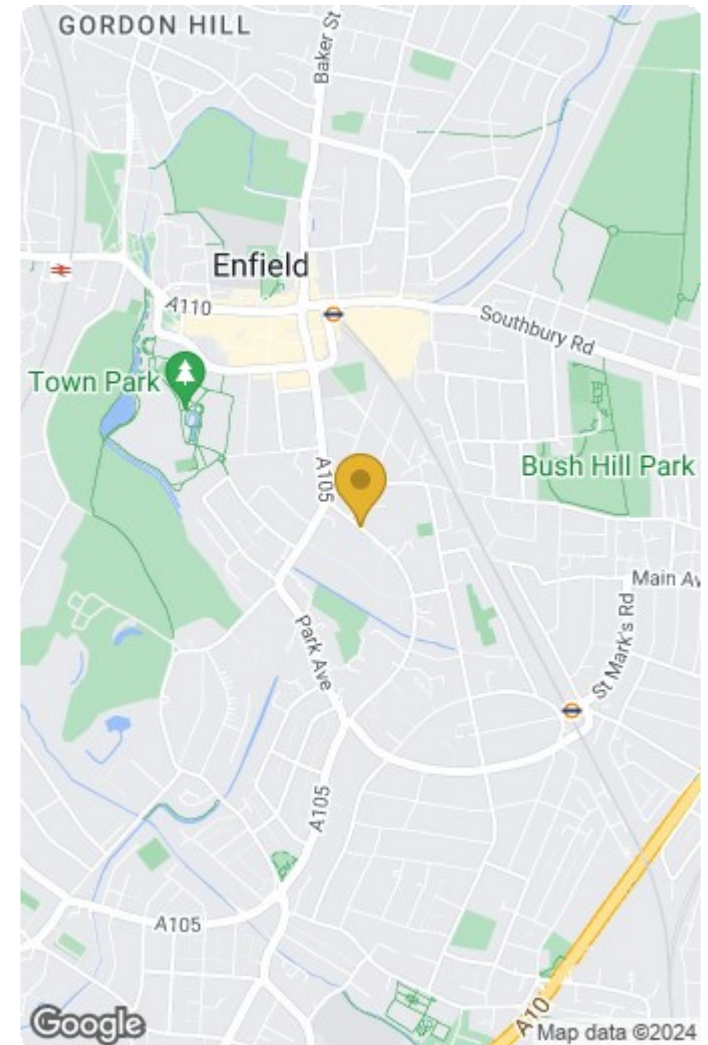 GORDON HILL
Baker St
Enfield
A110
Southbury Rd
Town Park
A105
Bush Hill Park
Main Av
St Mark's Rd
Park Ave
A105
A105
A10
Google
Map data ©2024